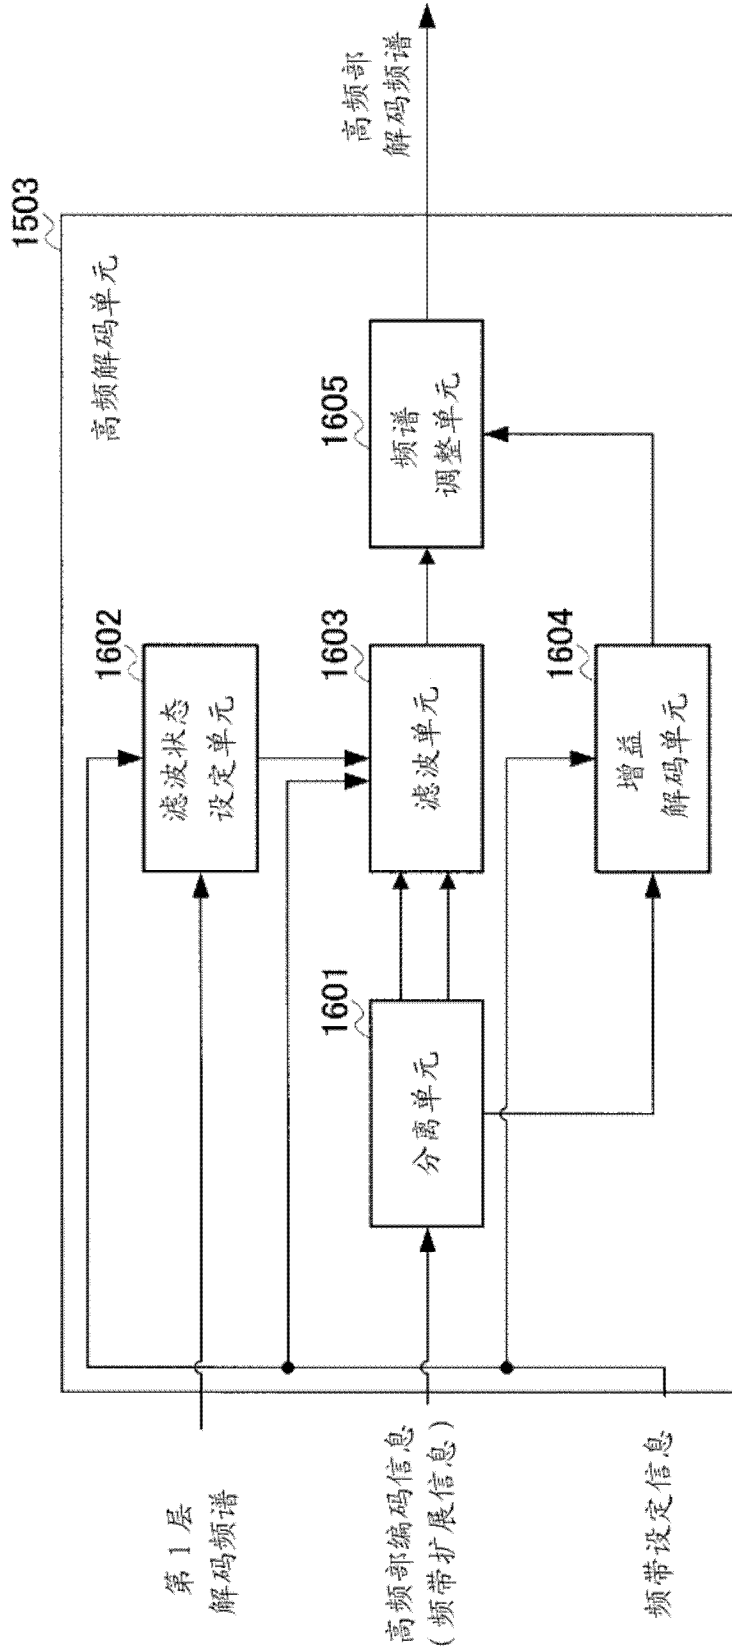 1503
高频解码单元
第1层
解码频谱
高频部编码信息
(频带扩展信息)
频带设定信息
1602
滤波状态
设定单元
1601
分离单元
1603
滤波单元
1604
增益
解码单元
1605
频谱
调整单元
高频部
解码频谱